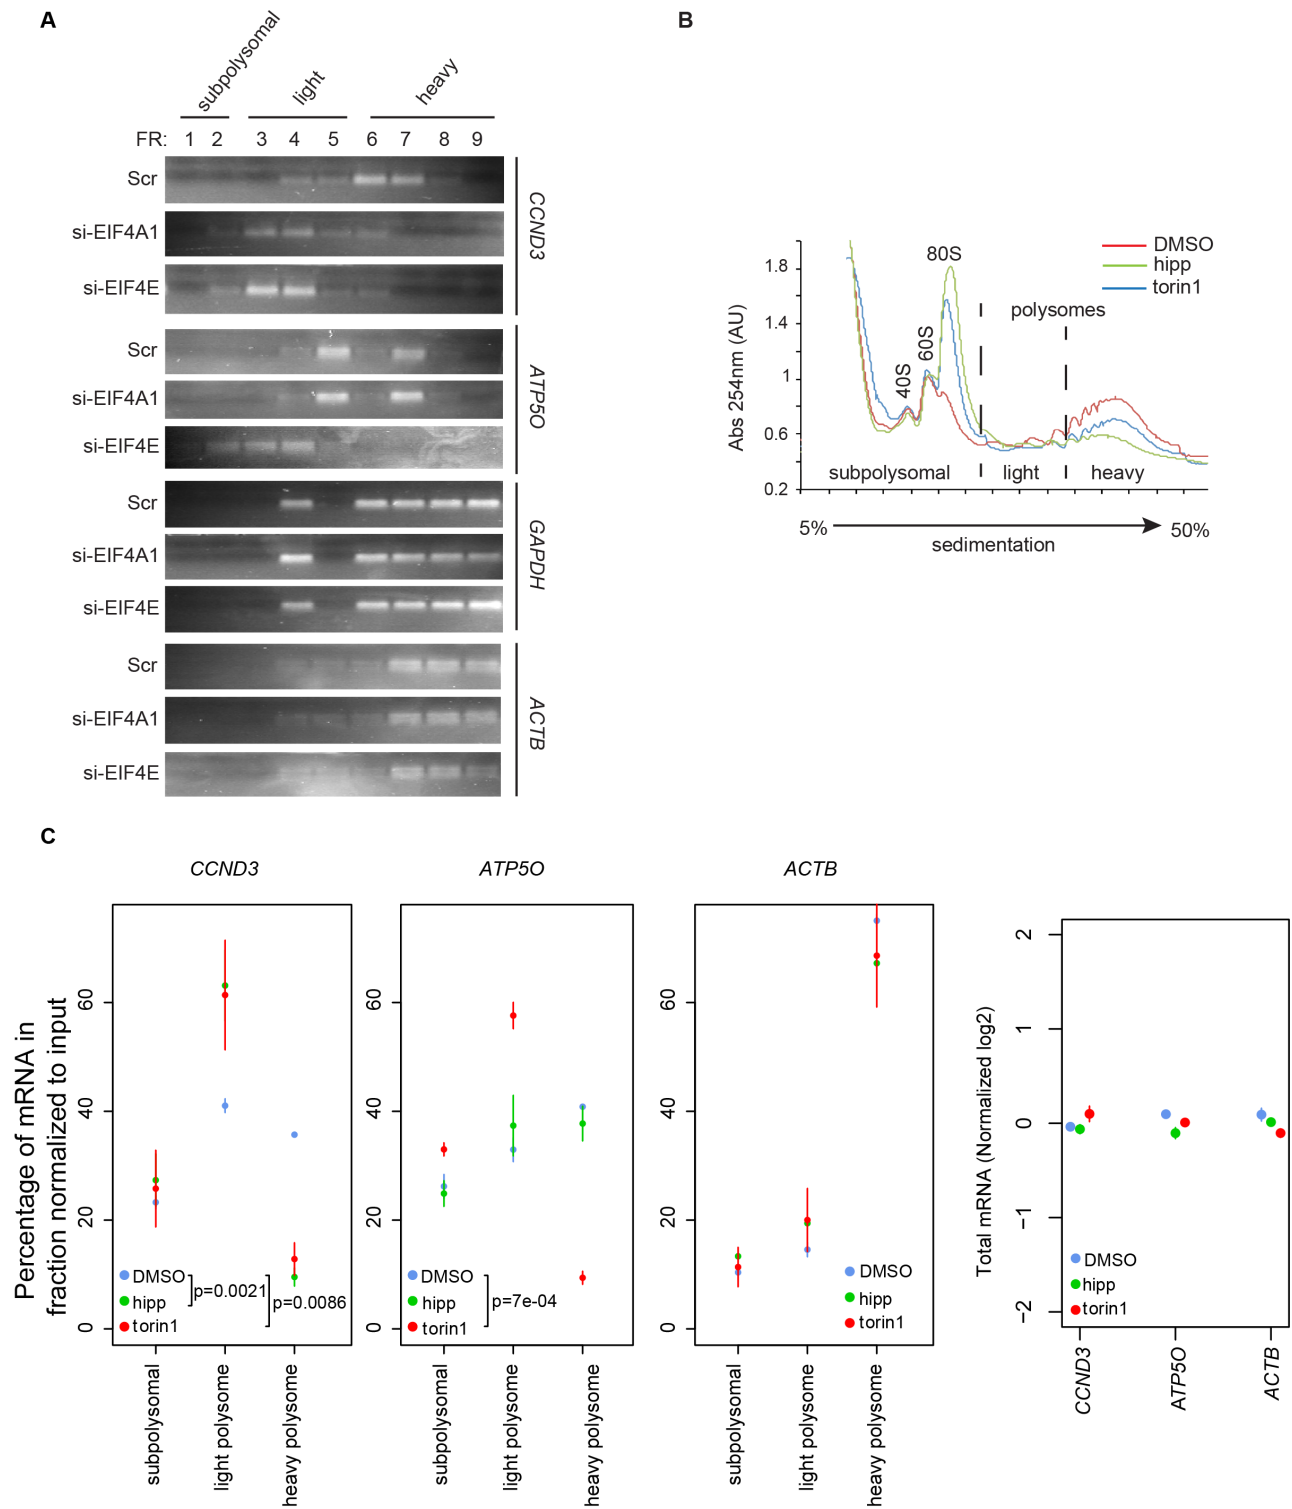 A
subpolysomal
light
heavy
FR: 1 2 3 4 5 6 7 8 9
Scr
si-EIF4A1
si-EIF4E
CCND3
Scr
si-EIF4A1
si-EIF4E
ATP5O
Scr
si-EIF4A1
si-EIF4E
GAPDH
Scr
si-EIF4A1
si-EIF4E
ACTB
B
DMSO
hipp
torin1
Abs 254nm (AU)
1.8
1.4
1
0.6
0.2
40S
60S
80S
polysomes
subpolysomal
light
heavy
5%
50%
sedimentation
C
Percentage of mRNA in
fraction normalized to input
CCND3
60
40
20
0
DMSO
hipp
torin1
p=0.0021
p=0.0086
subpolysomal
light polysome
heavy polysome
ATP5O
60
40
20
0
DMSO
hipp
torin1
p=7e-04
subpolysomal
light polysome
heavy polysome
ACTB
60
40
20
0
DMSO
hipp
torin1
subpolysomal
light polysome
heavy polysome
Total mRNA (Normalized log2)
2
1
0
−1
−2
DMSO
hipp
torin1
CCND3
ATP5O
ACTB